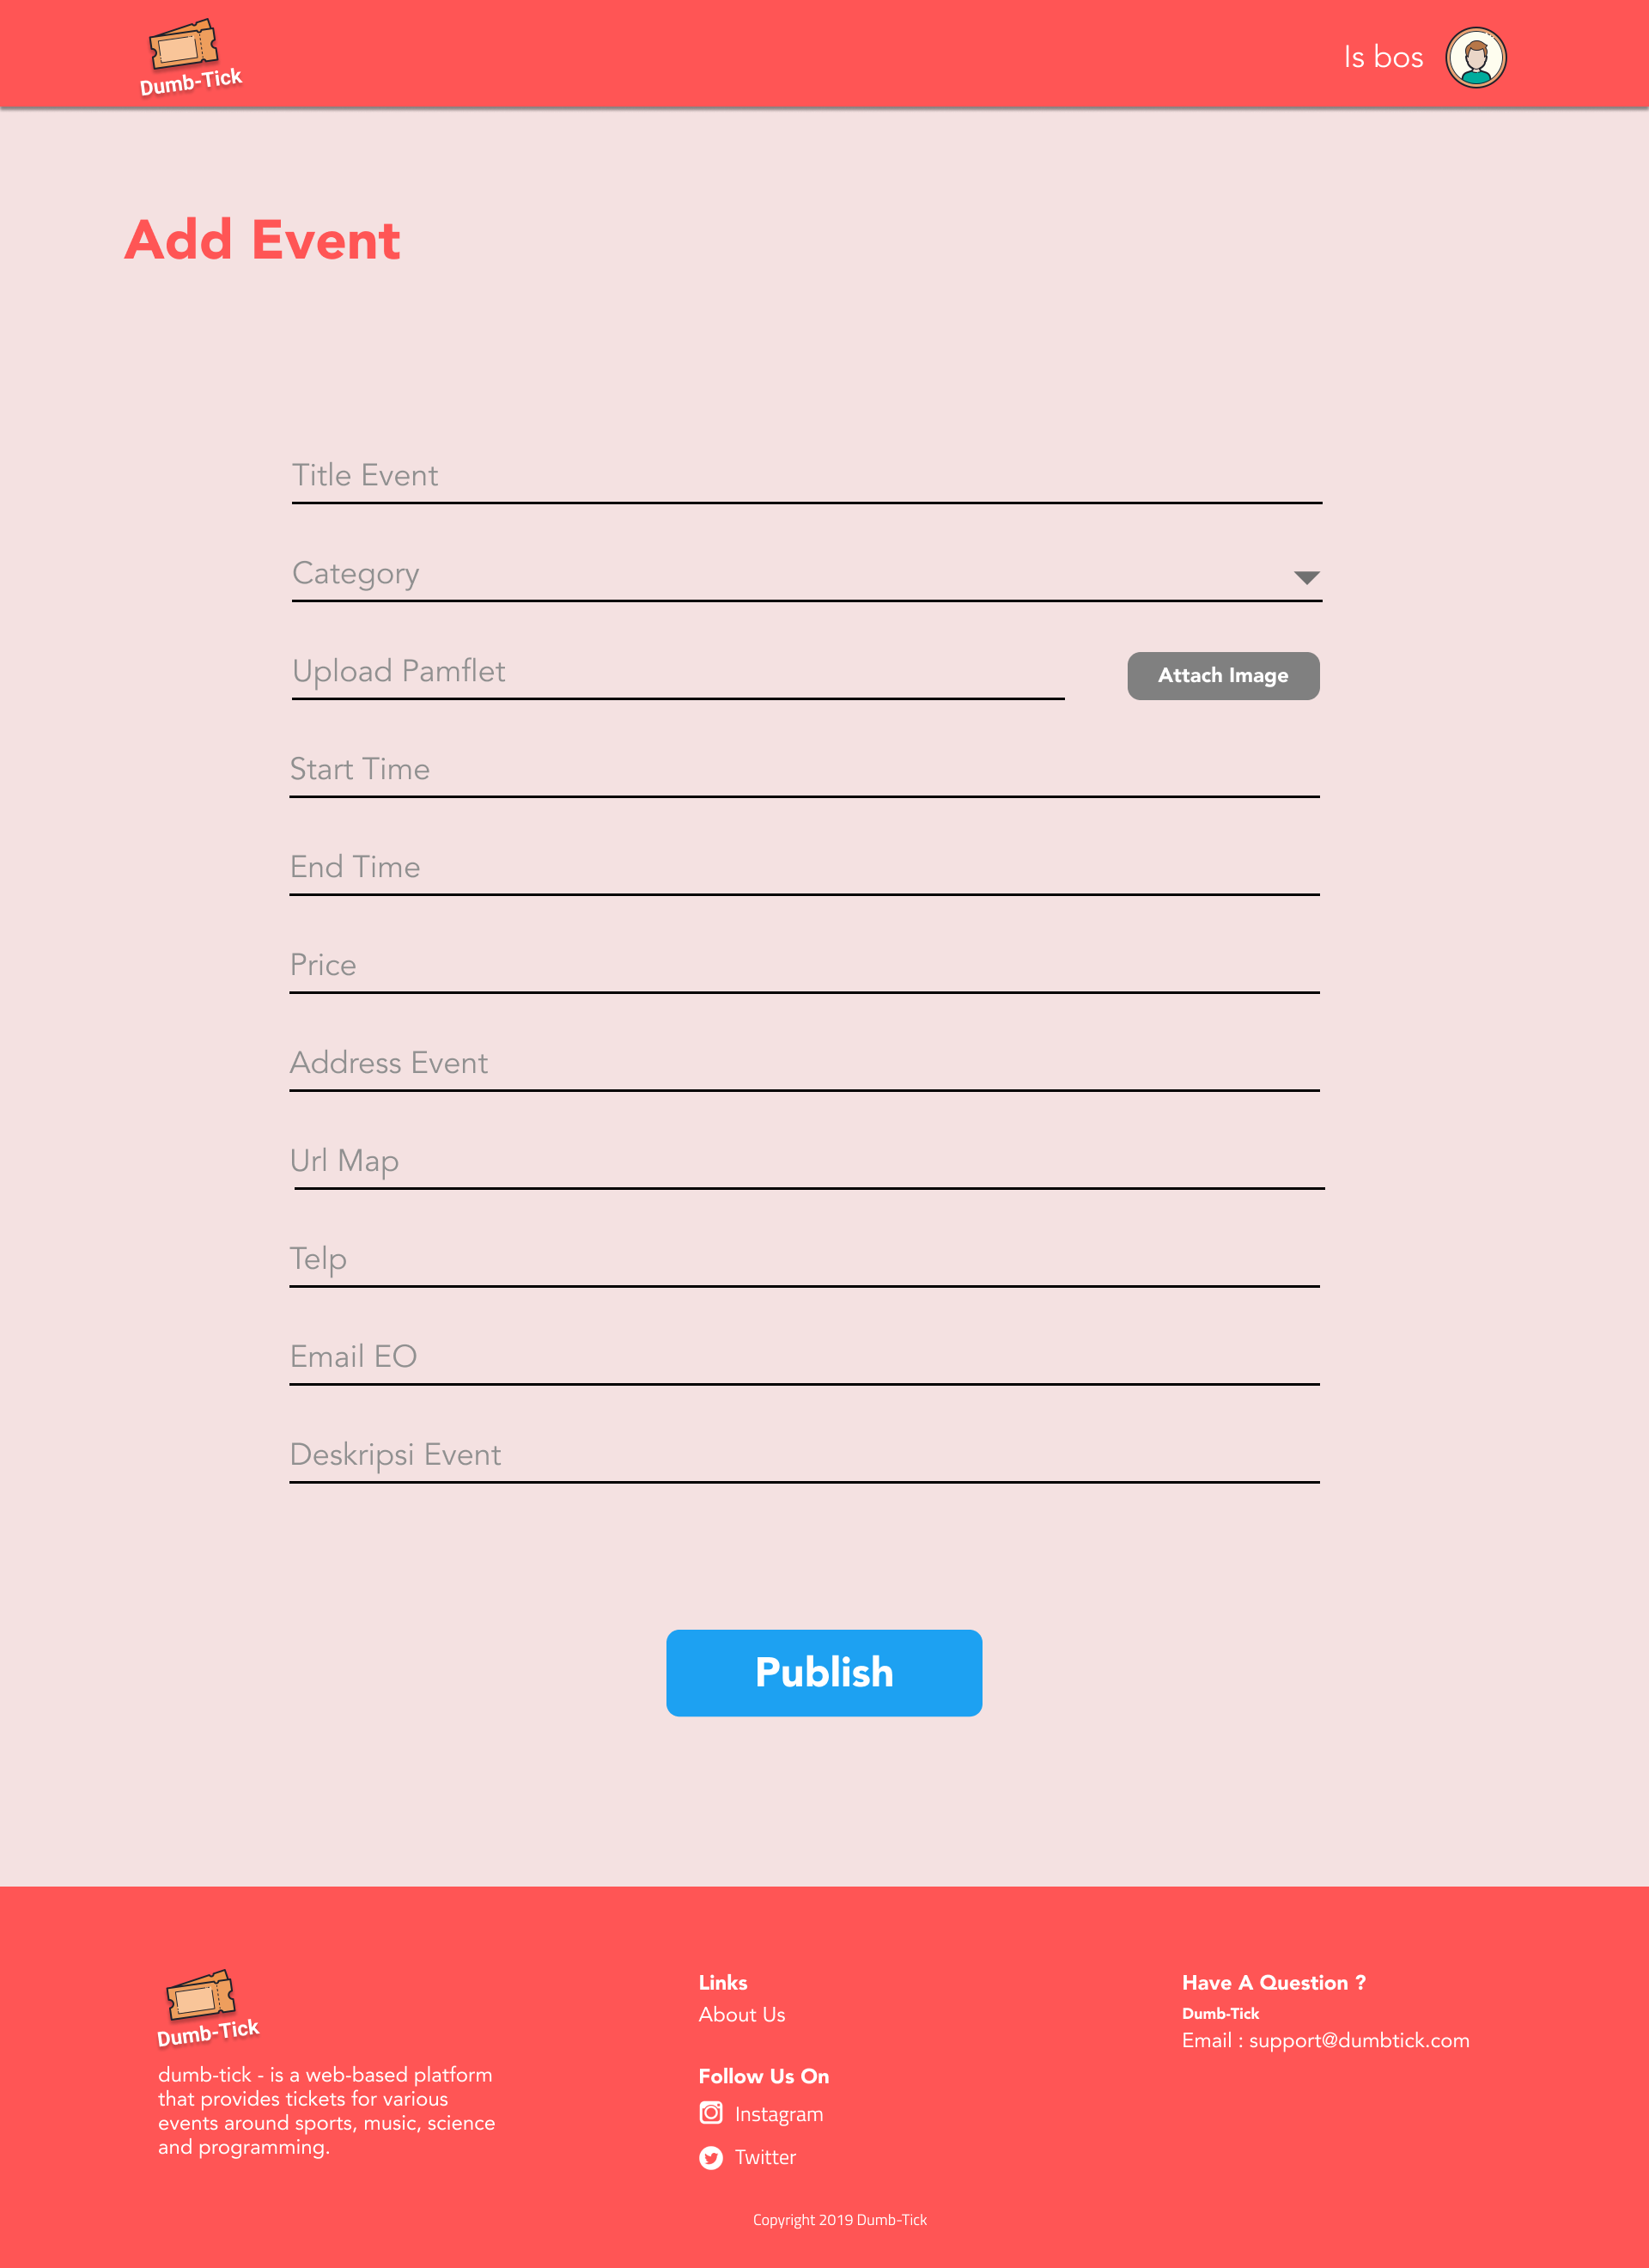 Dumb-Tick
Is bos
Add Event
Title Event
Category
Upload Pamflet
Attach Image
Start Time
End Time
Price
Address Event
Url Map
Telp
Email EO
Deskripsi Event
Publish
Dumb-Tick
dumb-tick - is a web-based platform
that provides tickets for various
events around sports, music, science
and programming.
Links
About Us
Follow Us On
Instagram
Twitter
Have A Question ?
Dumb-Tick
Email : support@dumbtick.com
Copyright 2019 Dumb-Tick